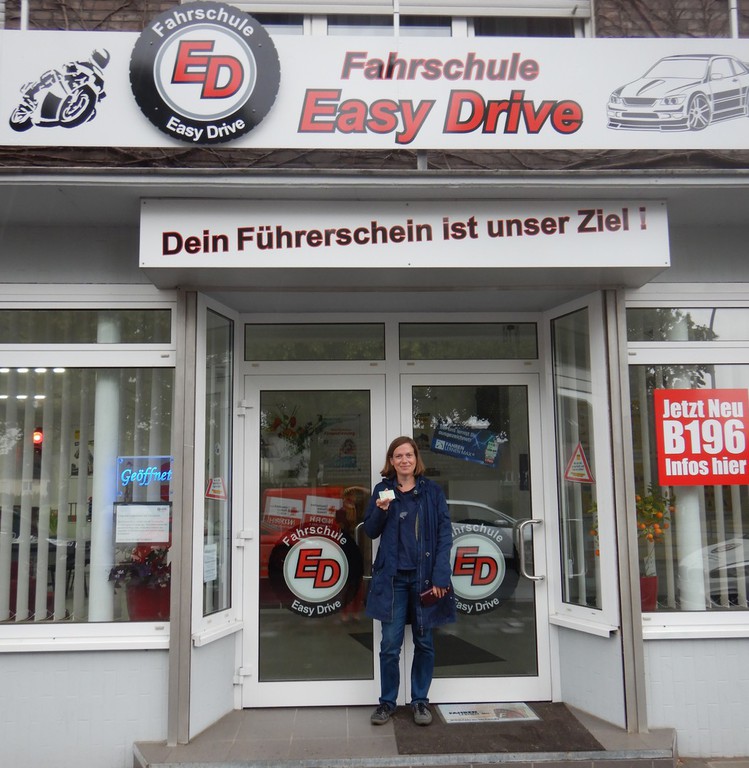 Fahrschule
ED
Easy Drive
Fahrschule
Easy Drive
Dein Führerschein ist unser Ziel !
Jetzt Neu
B196
Infos hier
Geöffnet
FAHREN
Fahrschule
ED
Easy Drive
Fahrschule
ED
Easy Drive